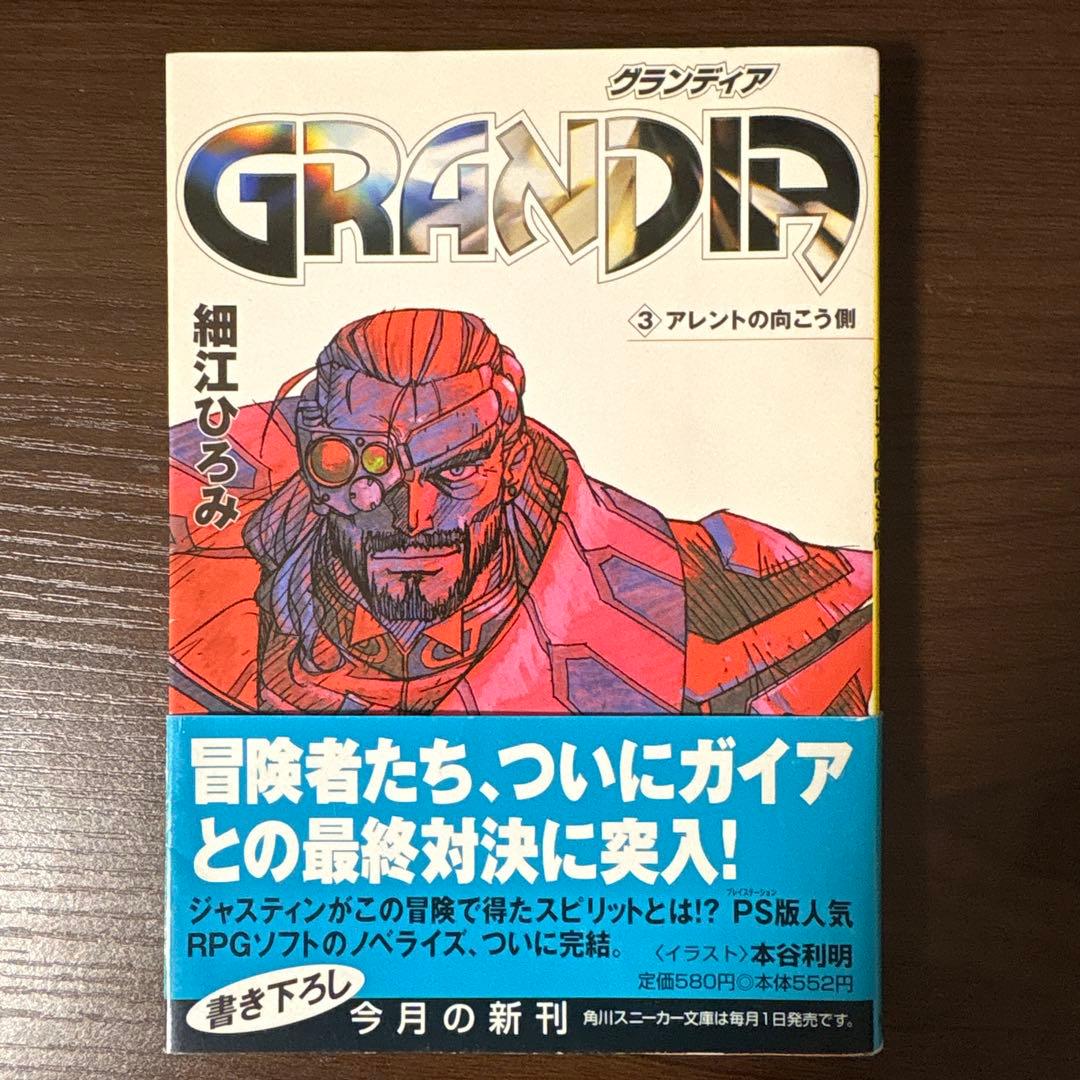 グランディア
GRANDIA
3 アレントの向こう側
細江ひろみ
冒険者たち、ついにガイア
との最終対決に突入!
ジャスティンがこの冒険で得たスピリットとは!? PS版人気
プレイステーション
RPGソフトのノベライズ、ついに完結。 〈イラスト〉本谷利明
定価580円◎本体552円
書き下ろし
今月の新刊 角川スニーカー文庫は毎月1日発売です。